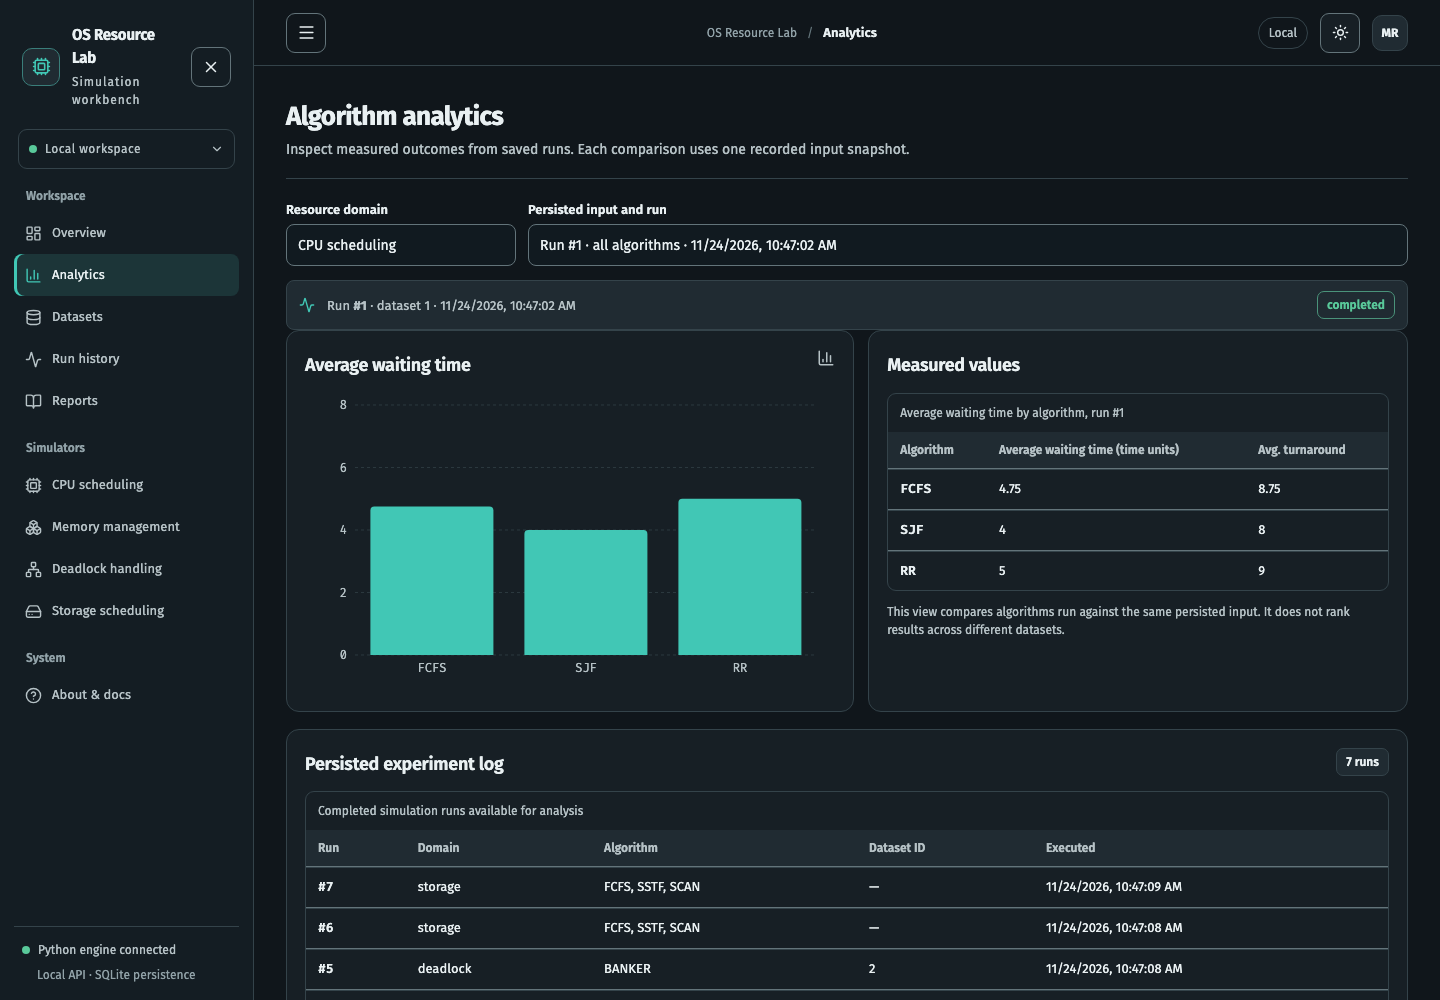 OS Resource
Lab
Simulation
workbench
Local workspace
Workspace
Overview
Analytics
Datasets
Run history
Reports
Simulators
CPU scheduling
Memory management
Deadlock handling
Storage scheduling
System
About & docs
Python engine connected
Local API · SQLite persistence
OS Resource Lab / Analytics
Local
MR
Algorithm analytics
Inspect measured outcomes from saved runs. Each comparison uses one recorded input snapshot.
Resource domain
CPU scheduling
Persisted input and run
Run #1 · all algorithms · 11/24/2026, 10:47:02 AM
Run #1 · dataset 1 · 11/24/2026, 10:47:02 AM
completed
Average waiting time
8
6
4
2
0
FCFS SJF RR
Measured values
Average waiting time by algorithm, run #1
Algorithm Average waiting time (time units) Avg. turnaround
FCFS 4.75 8.75
SJF 4 8
RR 5 9
This view compares algorithms run against the same persisted input. It does not rank
results across different datasets.
Persisted experiment log
7 runs
Completed simulation runs available for analysis
Run Domain Algorithm Dataset ID Executed
#7 storage FCFS, SSTF, SCAN — 11/24/2026, 10:47:09 AM
#6 storage FCFS, SSTF, SCAN — 11/24/2026, 10:47:08 AM
#5 deadlock BANKER 2 11/24/2026, 10:47:08 AM